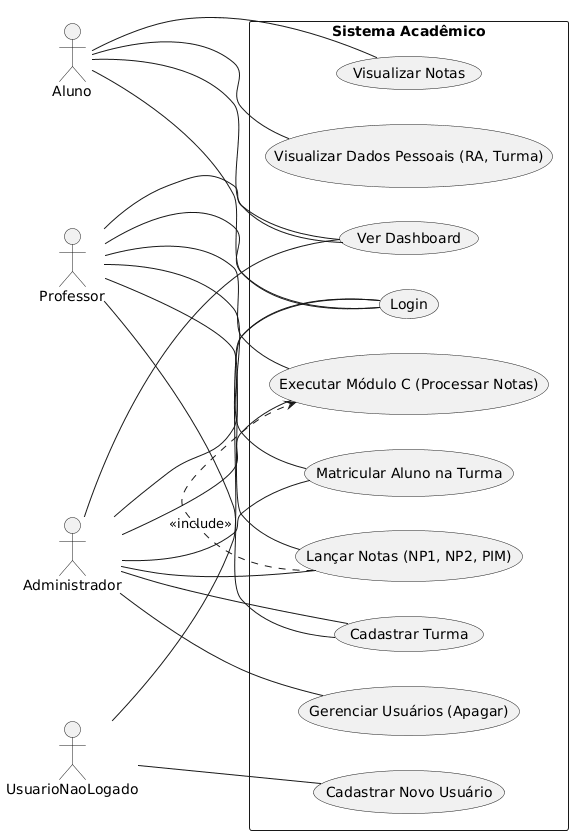 Sistema Acadêmico
Visualizar Notas
Aluno
Visualizar Dados Pessoais (RA, Turma)
Ver Dashboard
Professor
Login
Executar Módulo C (Processar Notas)
Matricular Aluno na Turma
«include»
Lançar Notas (NP1, NP2, PIM)
Administrador
Cadastrar Turma
Gerenciar Usuários (Apagar)
UsuarioNaoLogado
Cadastrar Novo Usuário